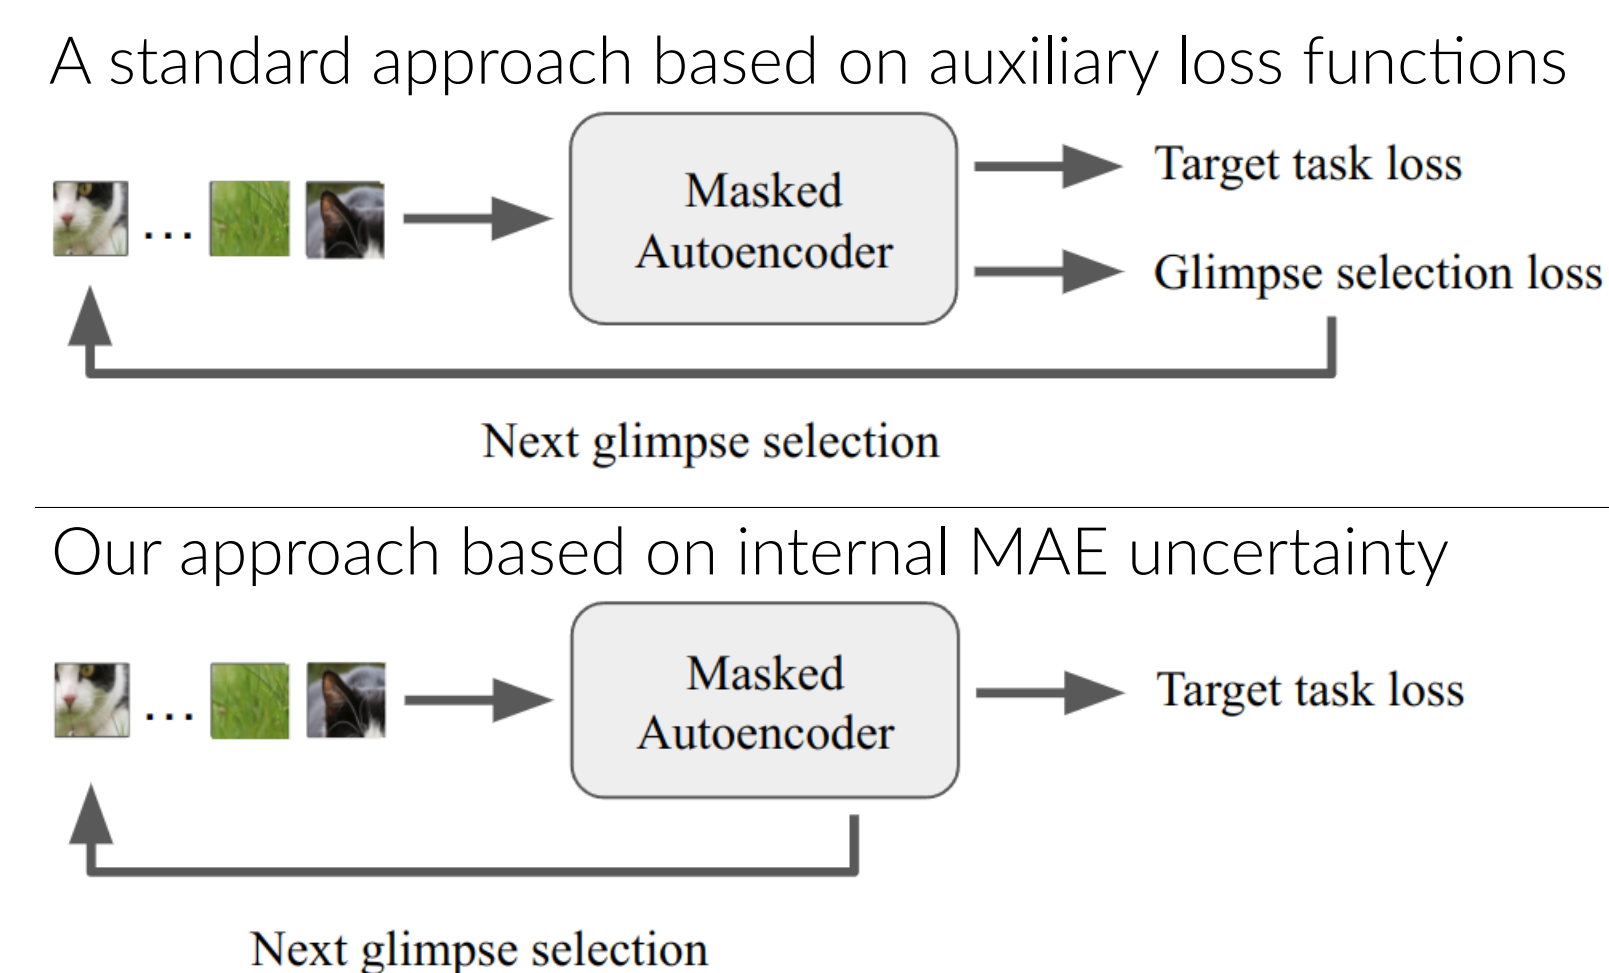 A standard approach based on auxiliary loss functions
...
Masked
Autoencoder
Target task loss
Glimpse selection loss
Next glimpse selection
Our approach based on internal MAE uncertainty
...
Masked
Autoencoder
Target task loss
Next glimpse selection